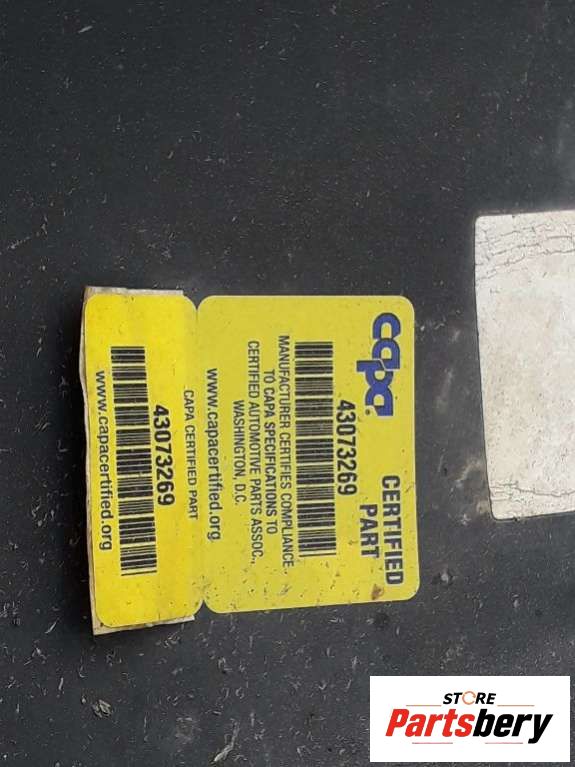 capa
CERTIFIED
PART
43073269
MANUFACTURER CERTIFIES COMPLIANCE
TO CAPA SPECIFICATIONS TO
CERTIFIED AUTOMOTIVE PARTS ASSOC.,
WASHINGTON, D.C.
www.capacertified.org
CAPA CERTIFIED PART
43073269
www.capacertified.org
STORE
Partsbery